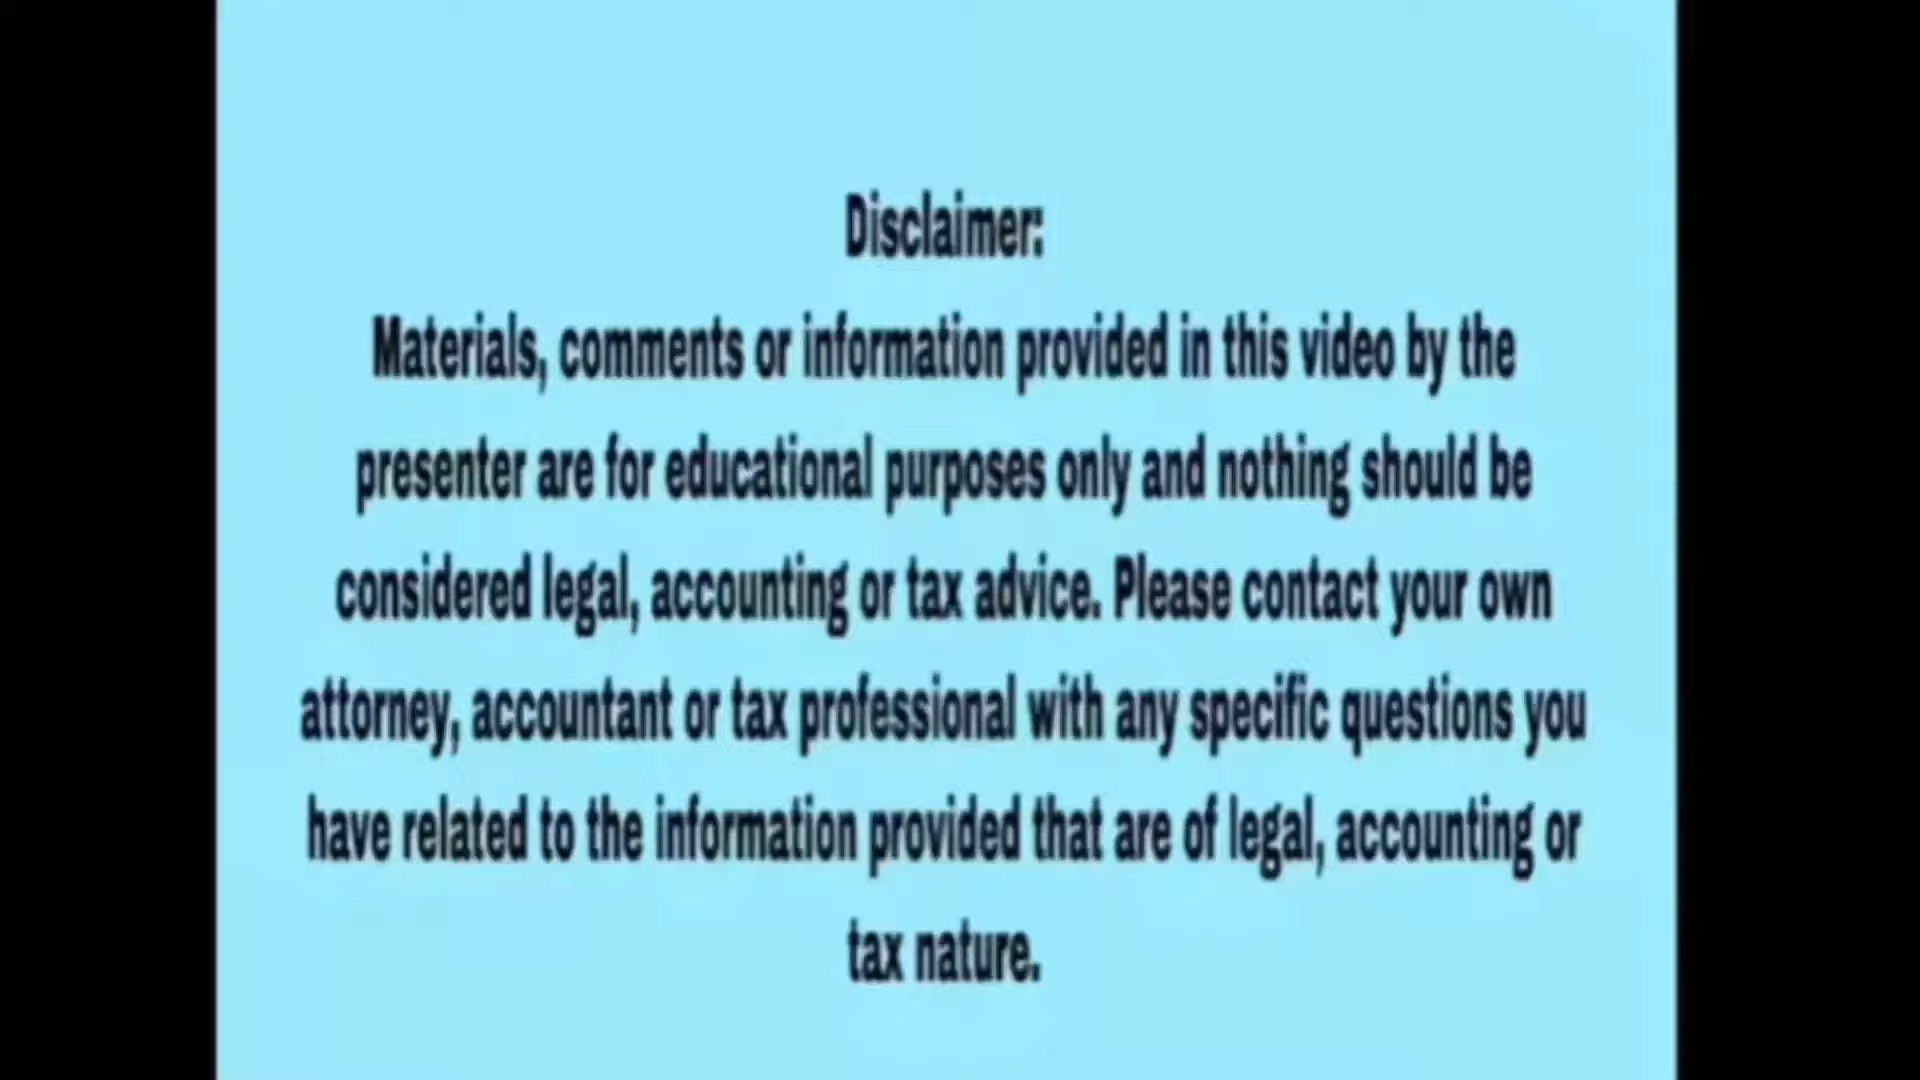 Disclaimer:
Materials, comments or information provided in this video by the
presenter are for educational purposes only and nothing should be
considered legal, accounting or tax advice. Please contact your own
attorney, accountant or tax professional with any specific questions you
have related to the information provided that are of legal, accounting or
tax nature.